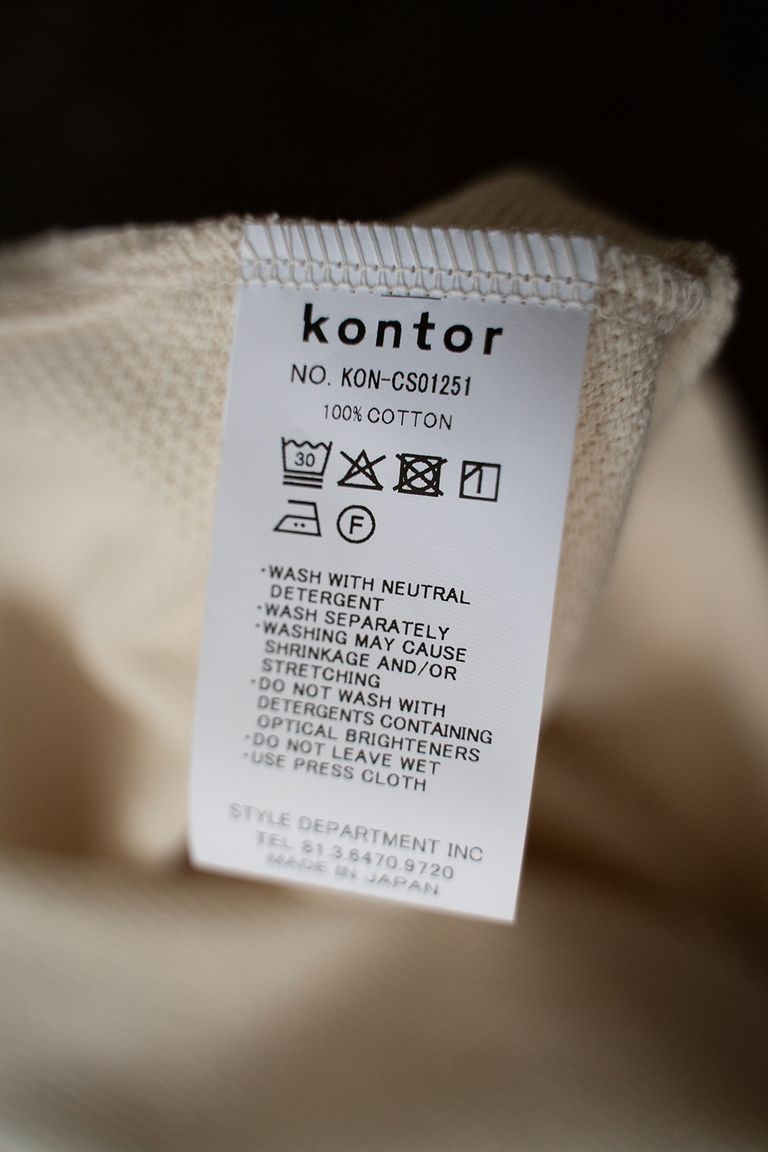 kontor
NO. KON-CS01251
100% COTTON
30
F
·WASH WITH NEUTRAL
DETERGENT
·WASH SEPARATELY
·WASHING MAY CAUSE
SHRINKAGE AND/OR
STRETCHING
·DO NOT WASH WITH
DETERGENTS CONTAINING
OPTICAL BRIGHTENERS
·DO NOT LEAVE WET
·USE PRESS CLOTH
STYLE DEPARTMENT INC
TEL 81.3.6470.9720
MADE IN JAPAN